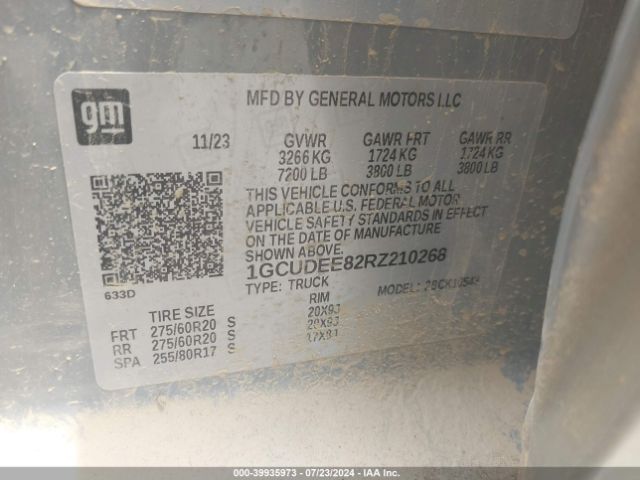 gm
MFD BY GENERAL MOTORS LLC
11/23 GVWR GAWR FRT GAWR RR
3266 KG 1724 KG 1724 KG
7200 LB 3800 LB 3800 LB
THIS VEHICLE CONFORMS TO ALL
APPLICABLE U.S. FEDERAL MOTOR
VEHICLE SAFETY STANDARDS IN EFFECT
ON THE DATE OF MANUFACTURE
SHOWN ABOVE.
1GCUDEE82RZ210268
TYPE: TRUCK MODEL:
633D
TIRE SIZE RIM
FRT 275/60R20 S 20X9J
RR 275/60R20 S 20X9J
SPA 255/80R17 S 17X8J
000-39935973 / 07/23/2024 - IAA Inc.